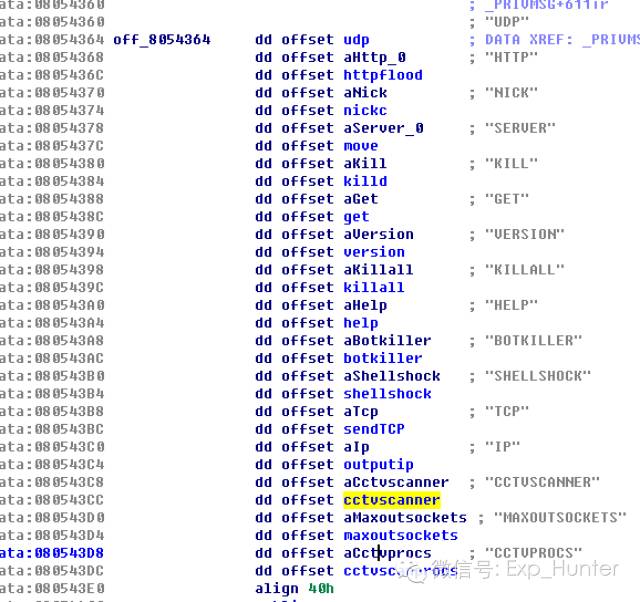 ata:08054360 ; _PRIVMSG+611↑r
ata:08054360 ; "UDP"
ata:08054364 off_8054364 dd offset udp ; DATA XREF: _PRIVMS
ata:08054368 dd offset aHttp_0 ; "HTTP"
ata:0805436C dd offset httpflood
ata:08054370 dd offset aNick ; "NICK"
ata:08054374 dd offset nickc
ata:08054378 dd offset aServer_0 ; "SERVER"
ata:0805437C dd offset move
ata:08054380 dd offset aKill ; "KILL"
ata:08054384 dd offset killd
ata:08054388 dd offset aGet ; "GET"
ata:0805438C dd offset get
ata:08054390 dd offset aVersion ; "VERSION"
ata:08054394 dd offset version
ata:08054398 dd offset aKillall ; "KILLALL"
ata:0805439C dd offset killall
ata:080543A0 dd offset aHelp ; "HELP"
ata:080543A4 dd offset help
ata:080543A8 dd offset aBotkiller ; "BOTKILLER"
ata:080543AC dd offset botkiller
ata:080543B0 dd offset aShellshock ; "SHELLSHOCK"
ata:080543B4 dd offset shellshock
ata:080543B8 dd offset aTcp ; "TCP"
ata:080543BC dd offset sendTCP
ata:080543C0 dd offset aIp ; "IP"
ata:080543C4 dd offset outputip
ata:080543C8 dd offset aCctvscanner ; "CCTVSCANNER"
ata:080543CC dd offset cctvscanner
ata:080543D0 dd offset aMaxoutsockets ; "MAXOUTSOCKETS"
ata:080543D4 dd offset maxoutsockets
ata:080543D8 dd offset aCctvprocs ; "CCTVPROCS"
ata:080543DC dd offset
ata:080543E0 align 40h
微信号: Exp_Hunter